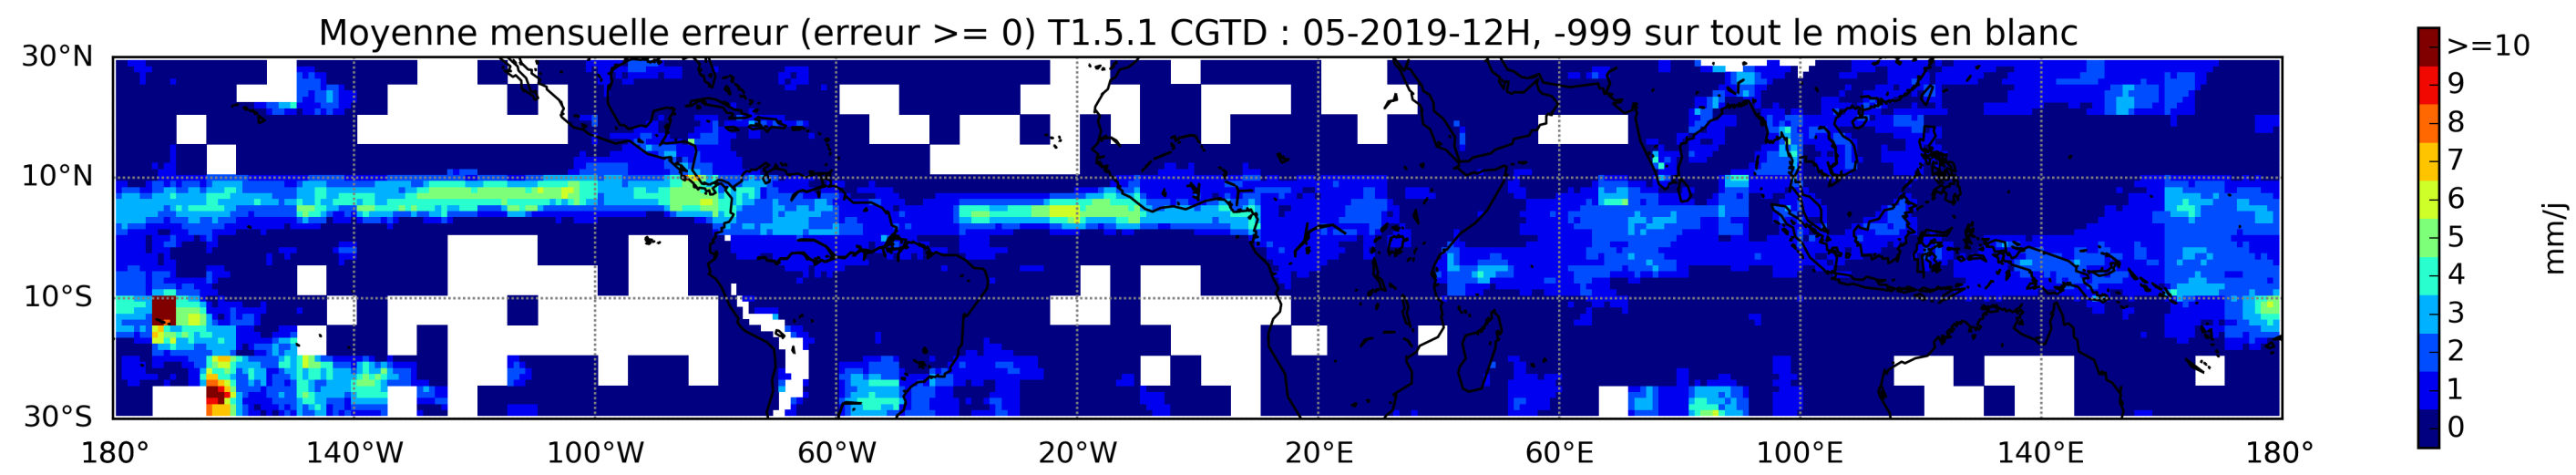 Moyenne mensuelle erreur (erreur >= 0) T1.5.1 CGTD : 05-2019-12H, -999 sur tout le mois en blanc
30°N
10°N
10°S
30°S
180° 140°W 100°W 60°W 20°W 20°E 60°E 100°E 140°E 180°
>=10
9
8
7
6
5
4
3
2
1
0
mm/j